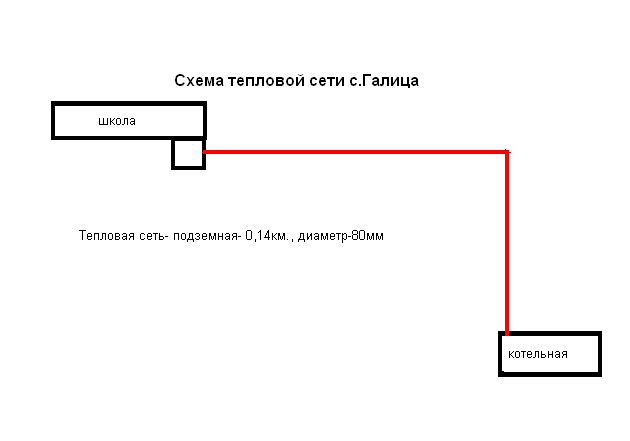 Схема тепловой сети с.Галица
школа
Тепловая сеть- подземная- 0,14км., диаметр-80мм
котельная